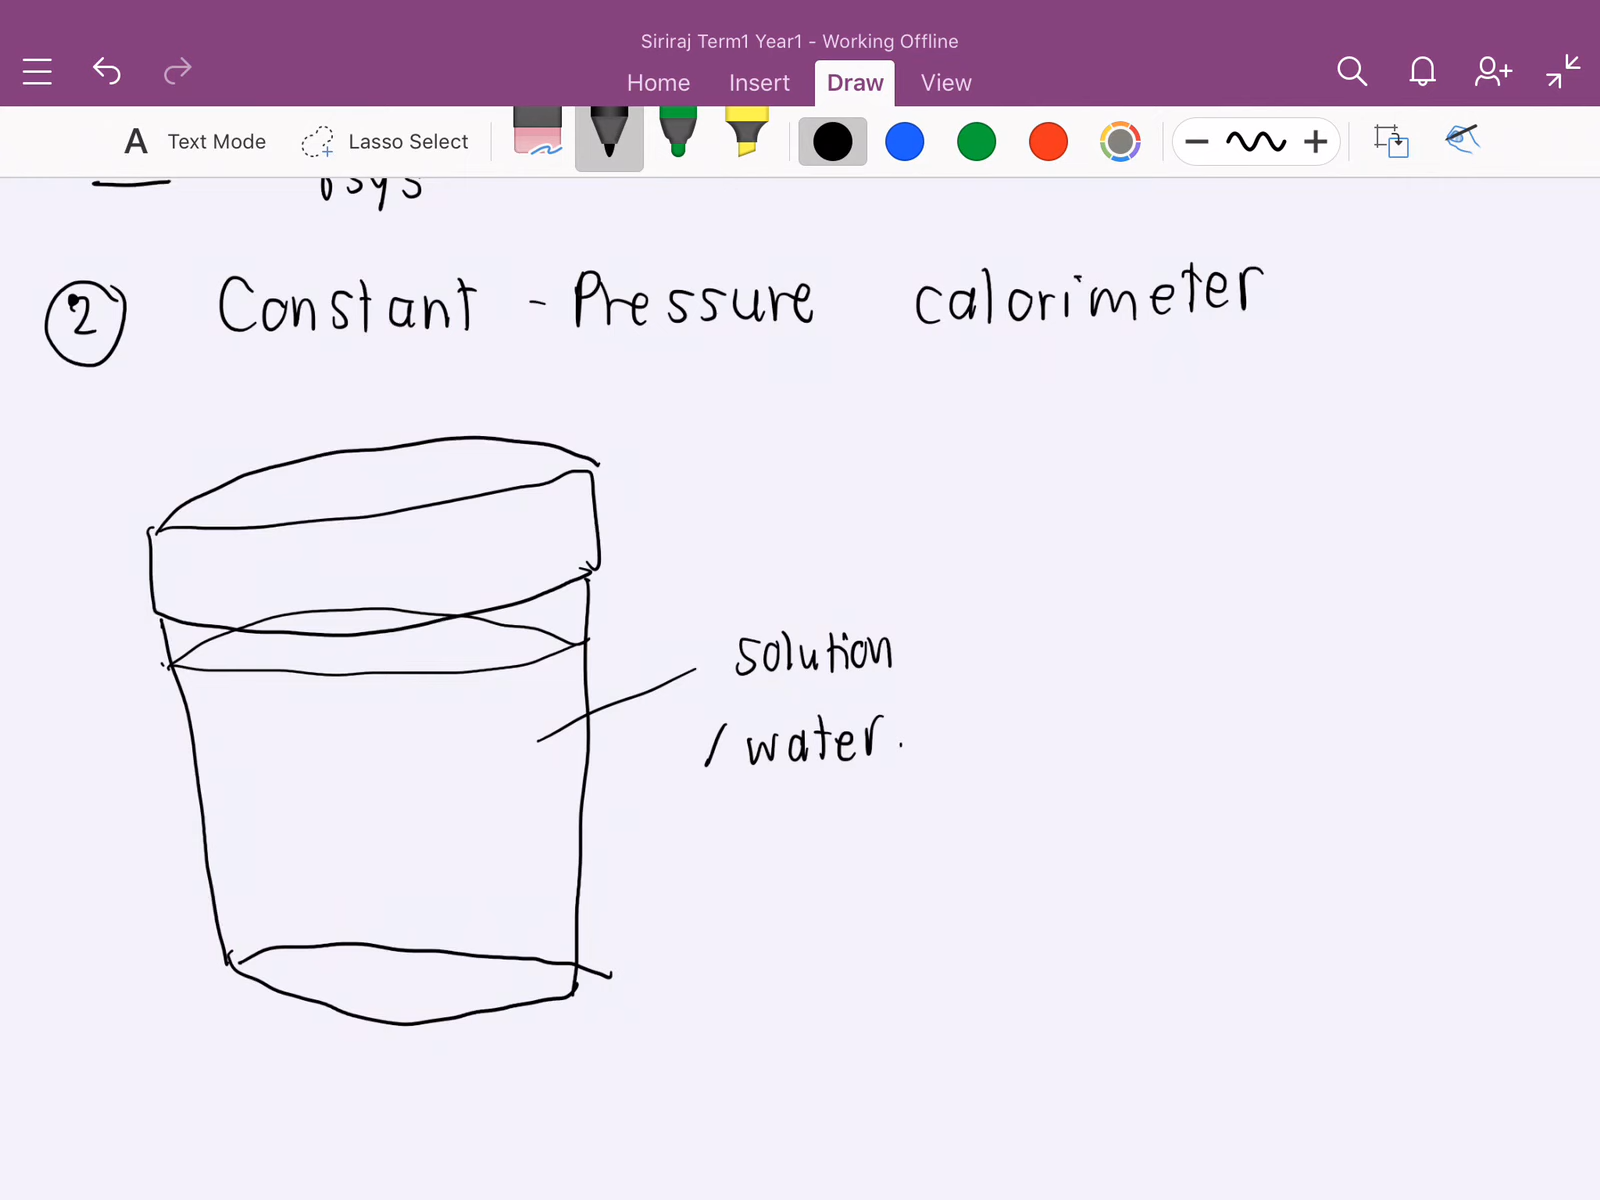 Siriraj Term1 Year1 - Working Offline
Home Insert Draw View
A Text Mode Lasso Select
② Constant - Pressure calorimeter
solution
/ water.